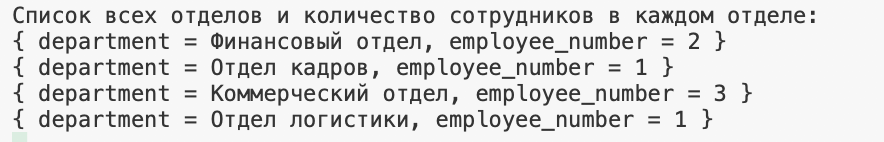 Список всех отделов и количество сотрудников в каждом отделе:
{ department = Финансовый отдел, employee_number = 2 }
{ department = Отдел кадров, employee_number = 1 }
{ department = Коммерческий отдел, employee_number = 3 }
{ department = Отдел логистики, employee_number = 1 }